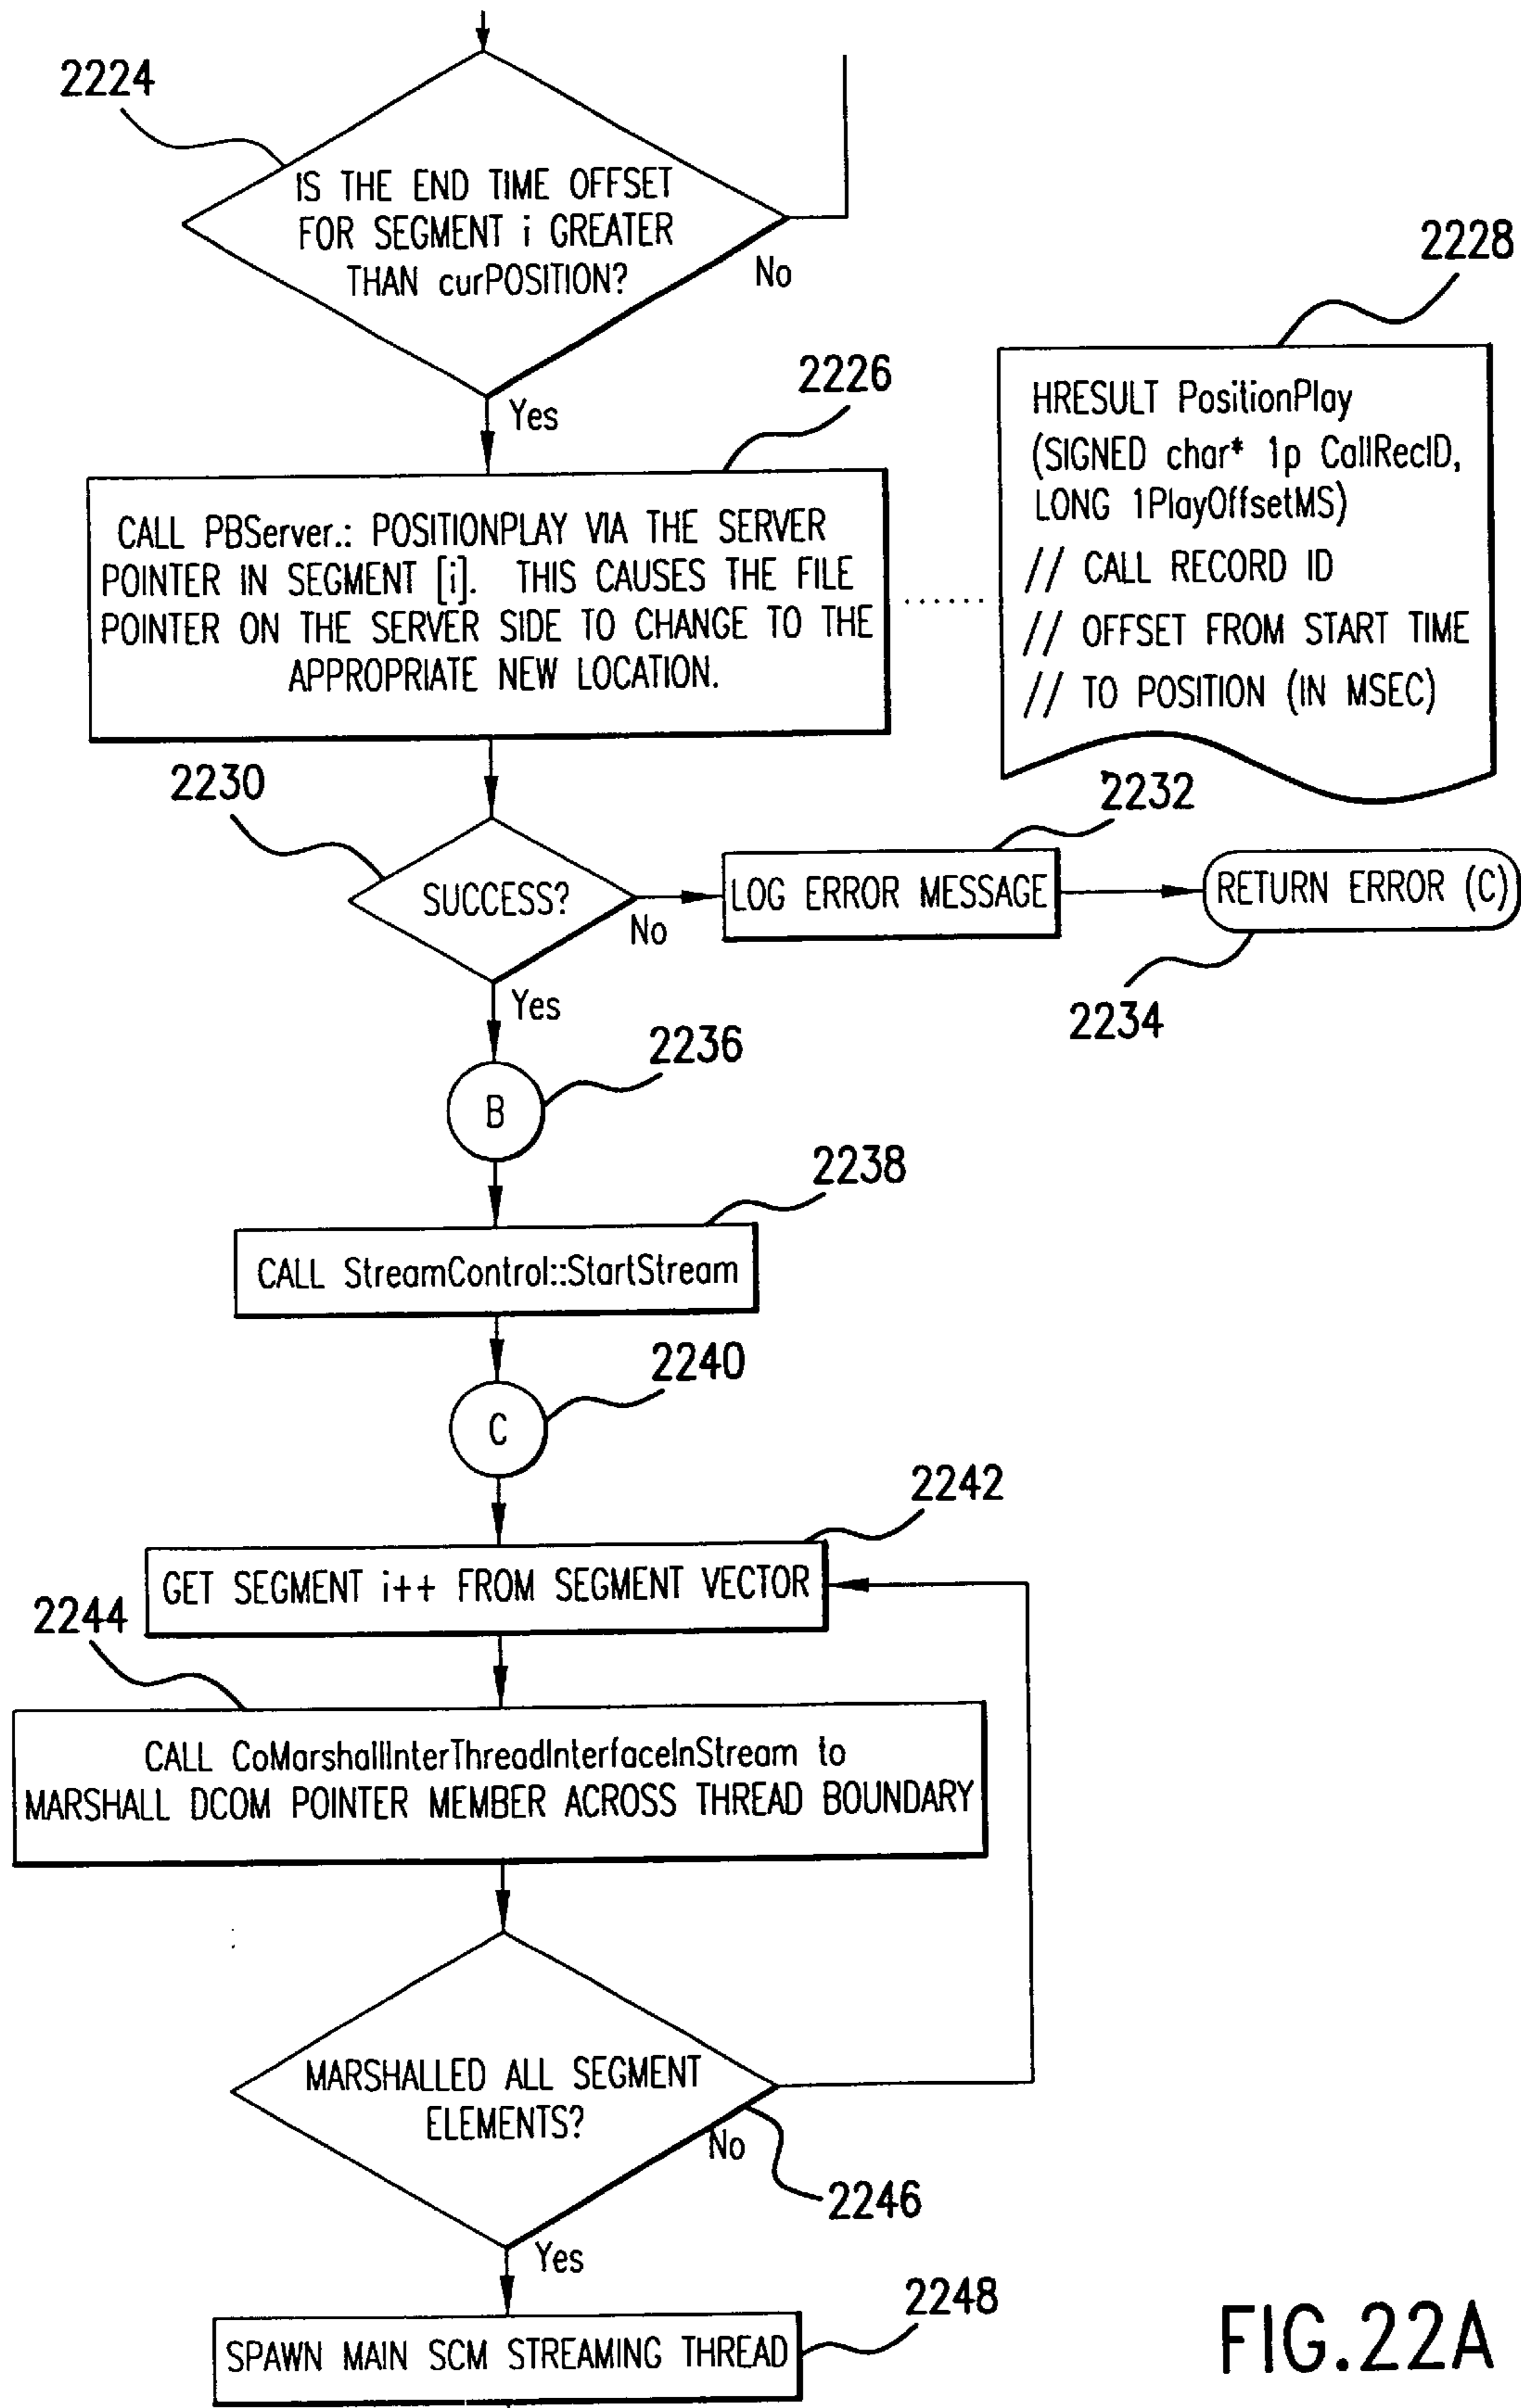 2224
IS THE END TIME OFFSET
FOR SEGMENT i GREATER
THAN curPOSITION?
No
Yes
2226
2228
HRESULT PositionPlay
(SIGNED char* 1p CallRecID,
LONG 1PlayOffsetMS)
// CALL RECORD ID
// OFFSET FROM START TIME
// TO POSITION (IN MSEC)
CALL PBServer.: POSITIONPLAY VIA THE SERVER
POINTER IN SEGMENT [i]. THIS CAUSES THE FILE
POINTER ON THE SERVER SIDE TO CHANGE TO THE
APPROPRIATE NEW LOCATION.
2230
SUCCESS?
No
Yes
2232
LOG ERROR MESSAGE
RETURN ERROR (C)
2234
2236
B
2238
CALL StreamControl::StartStream
2240
C
2242
GET SEGMENT i++ FROM SEGMENT VECTOR
2244
CALL CoMarshallInterThreadInterfaceInStream to
MARSHALL DCOM POINTER MEMBER ACROSS THREAD BOUNDARY
MARSHALLED ALL SEGMENT
ELEMENTS?
No
2246
Yes
2248
SPAWN MAIN SCM STREAMING THREAD
FIG.22A